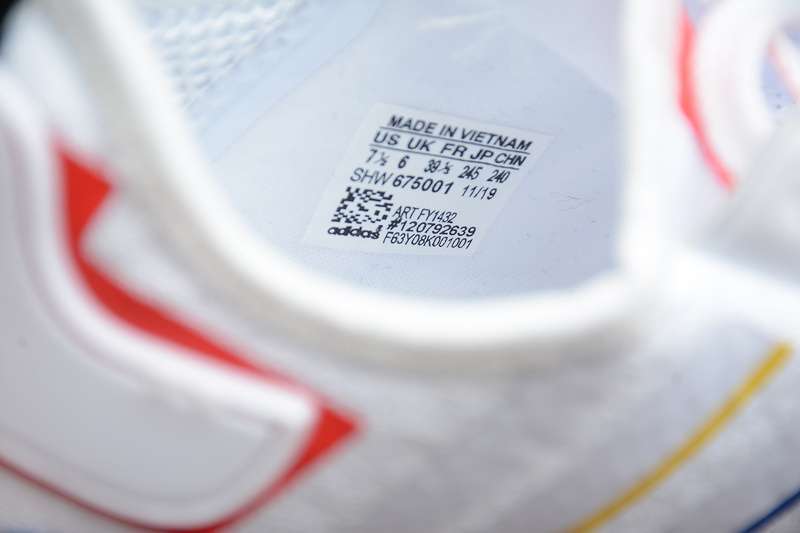 MADE IN VIETNAM
US UK FR JP CHN
7½ 6 39⅓ 245 240
SHW 675001 11/19
ART FY1432
#120792639
adidas F63Y08K001001